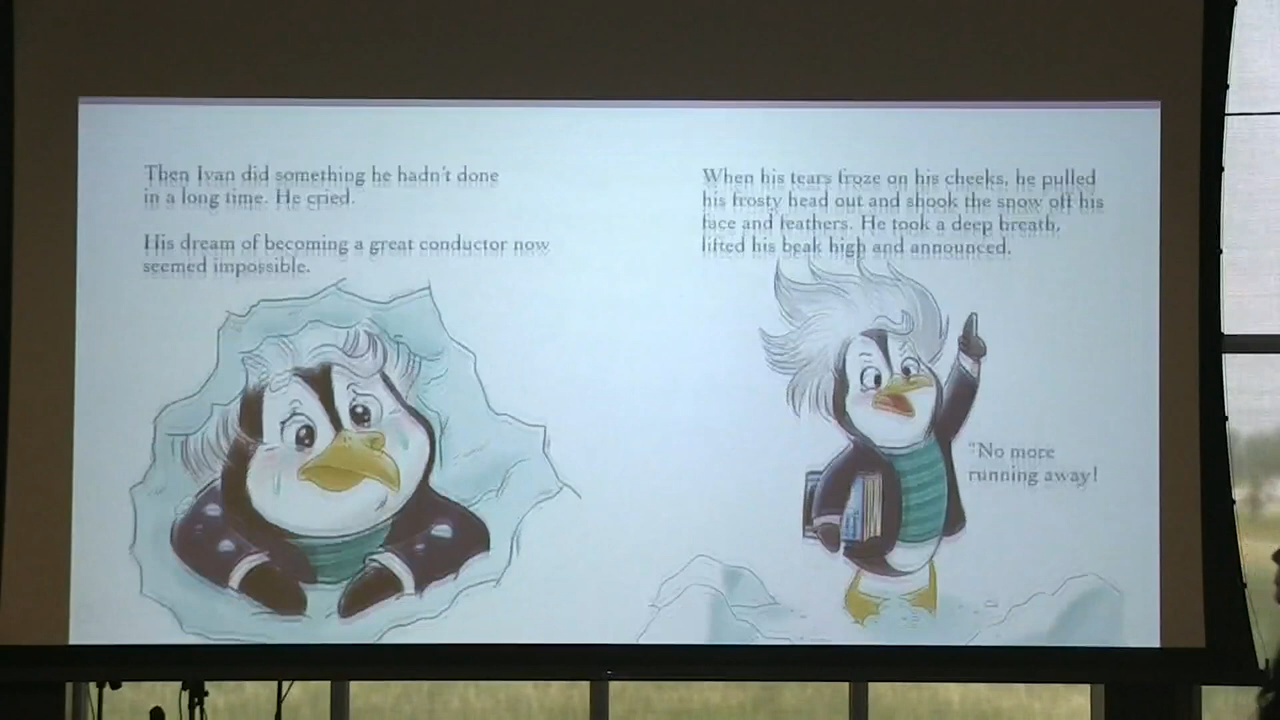 Then Ivan did something he hadn't done
in a long time. He cried.
His dream of becoming a great conductor now
seemed impossible.
When his tears froze on his cheeks, he pulled
his frosty head out and shook the snow off his
face and feathers. He took a deep breath,
lifted his beak high and announced,
"No more
running away!